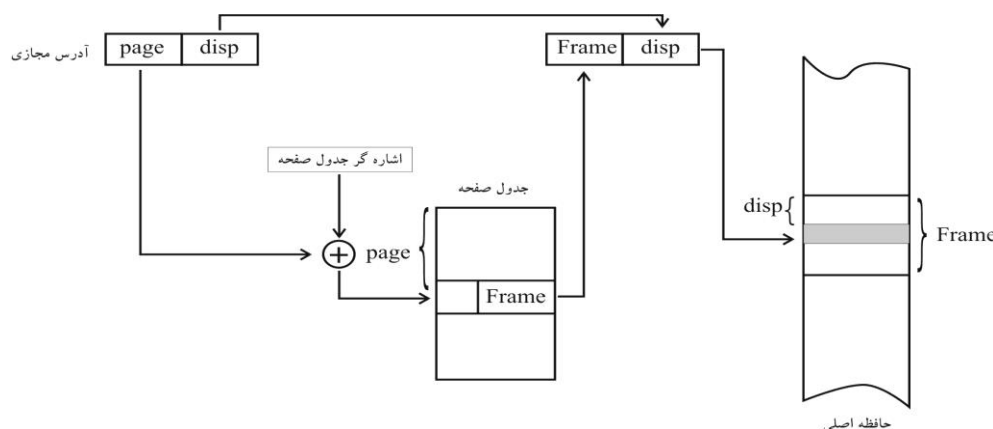 آدرس مجازی
page disp
Frame disp
اشاره گر جدول صفحه
جدول صفحه
page
Frame
disp
Frame
حافظه اصلی